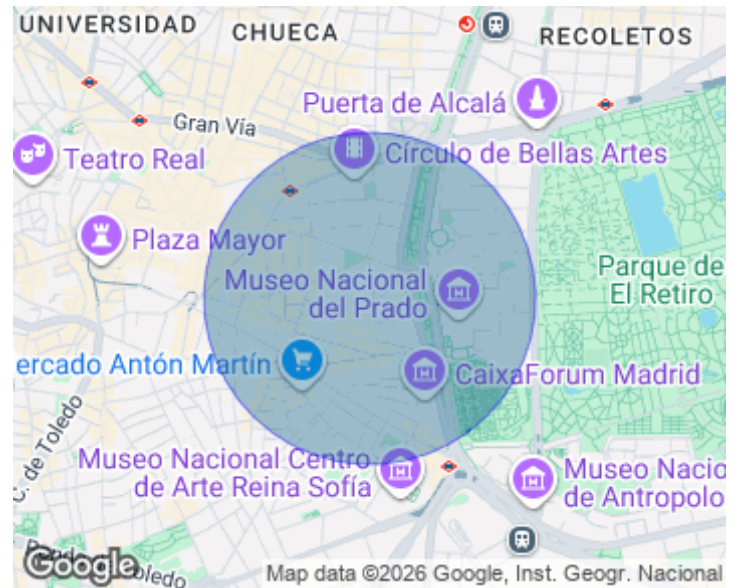 UNIVERSIDAD
CHUECA
RECOLETOS
Puerta de Alcalá
Gran Vía
Teatro Real
Círculo de Bellas Artes
Plaza Mayor
Museo Nacional
del Prado
Parque de
El Retiro
ercado Antón Martín
CaixaForum Madrid
C. de Toledo
Museo Nacional Centro
de Arte Reina Sofía
Museo Nacio
de Antropolo
Toledo
Google
Map data ©2026 Google, Inst. Geogr. Nacional